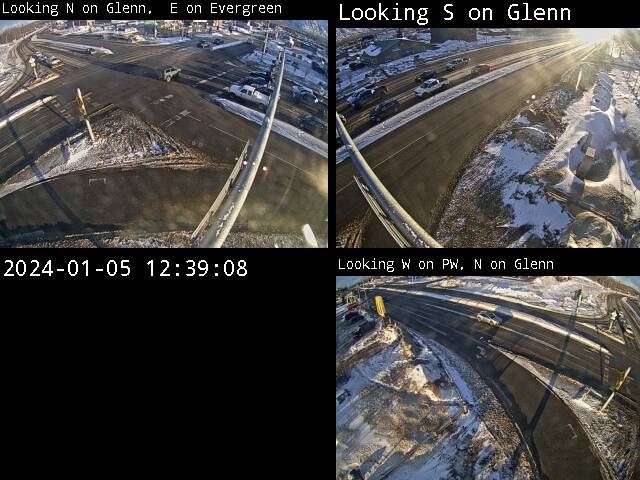 Looking N on Glenn, E on Evergreen
Looking S on Glenn
2024-01-05 12:39:08
Looking W on PW, N on Glenn